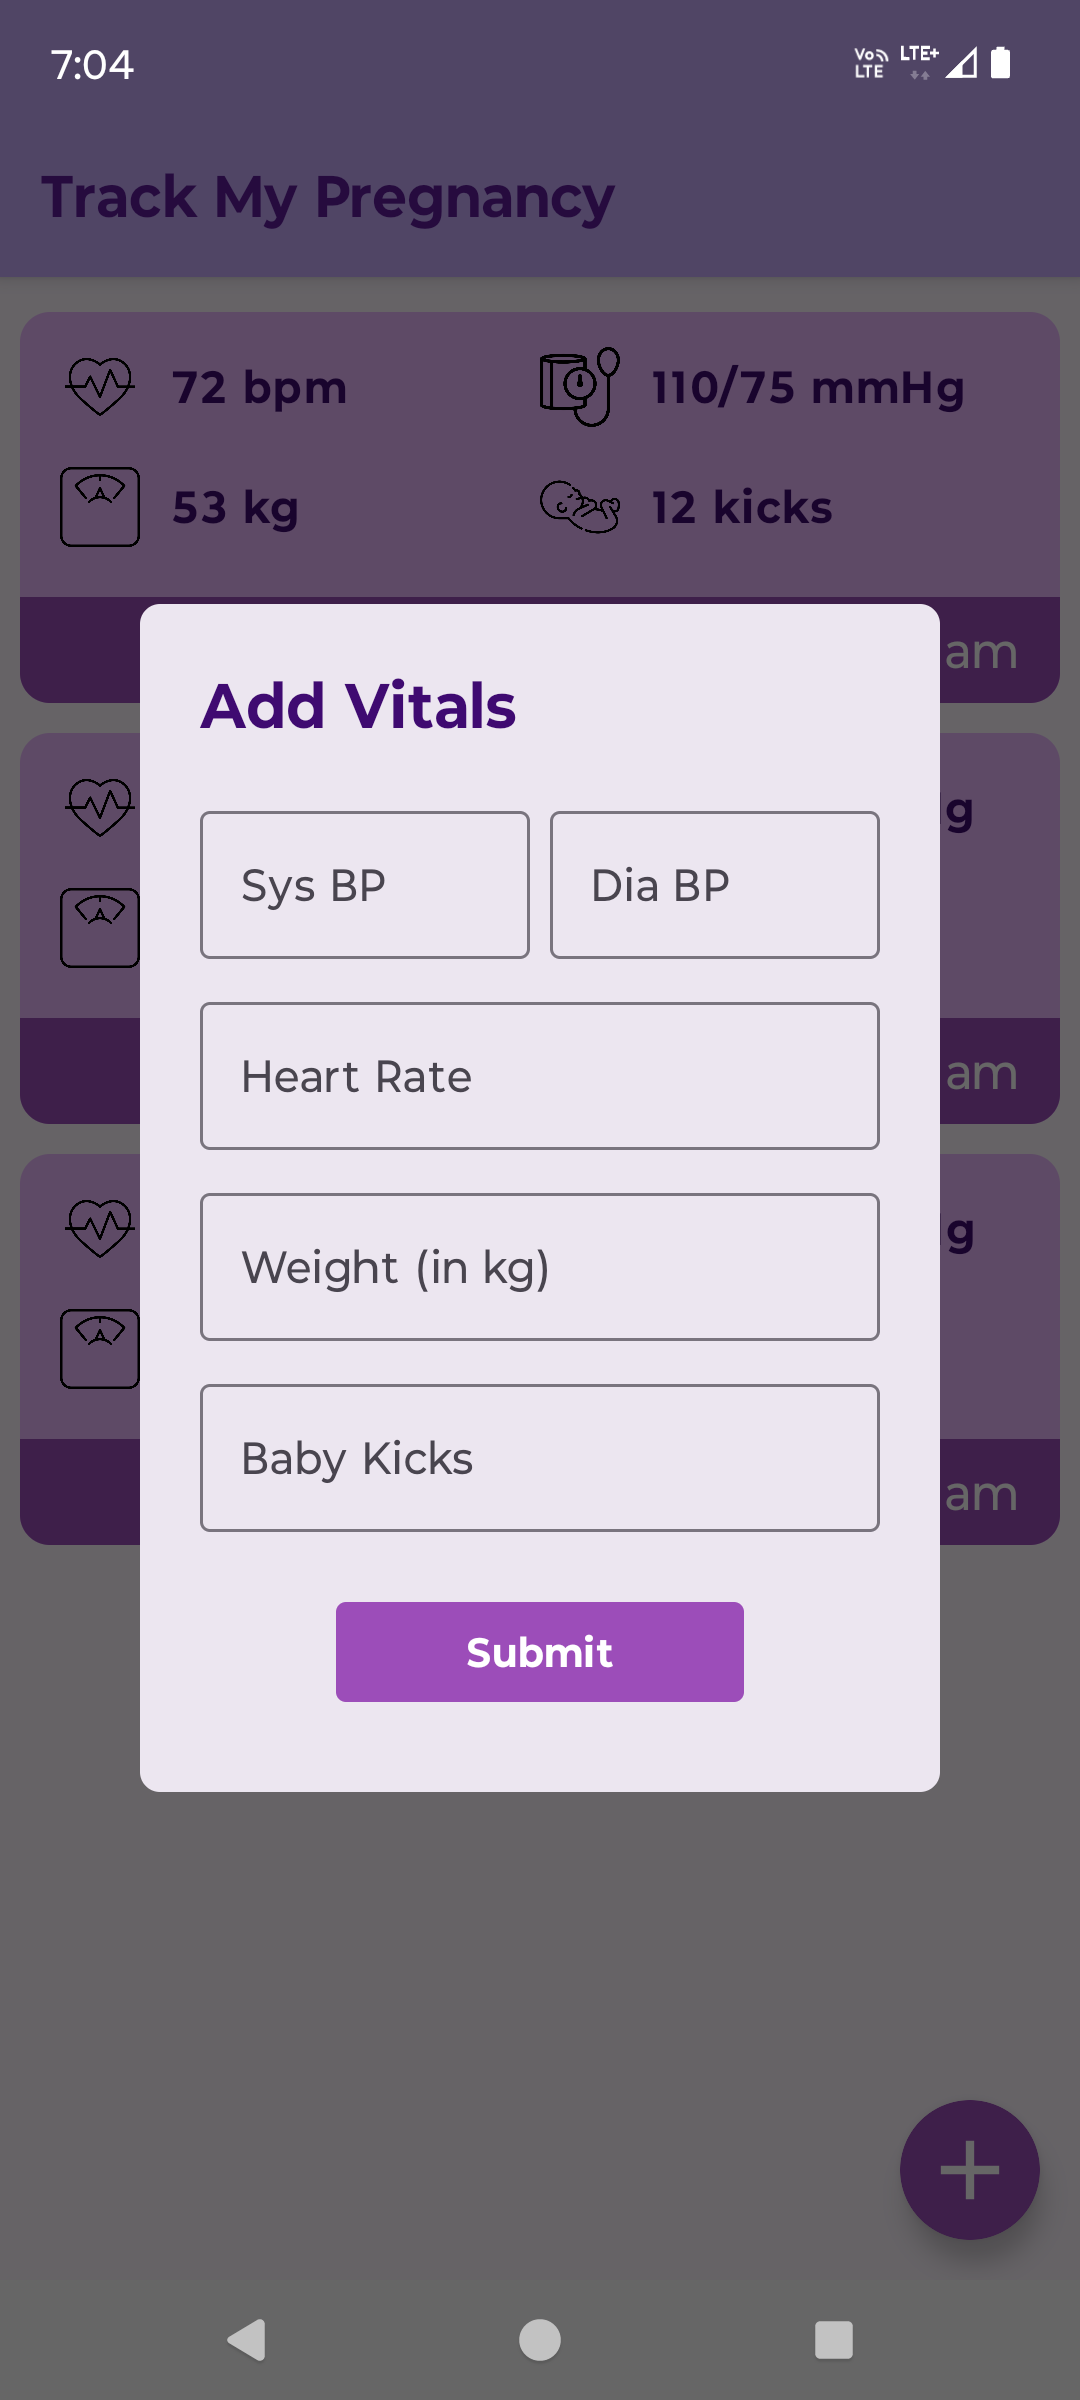 7:04
Vo LTE LTE+
Track My Pregnancy
72 bpm
110/75 mmHg
53 kg
12 kicks
am
Add Vitals
g
Sys BP
Dia BP
am
Heart Rate
g
Weight (in kg)
Baby Kicks
am
Submit